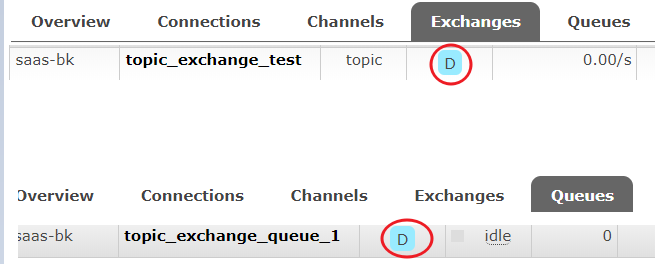 Overview Connections Channels Exchanges Queues
saas-bk topic_exchange_test topic D 0.00/s
Overview Connections Channels Exchanges Queues
saas-bk topic_exchange_queue_1 D idle 0